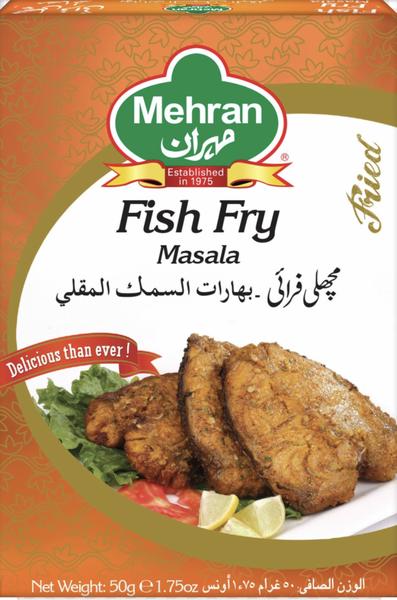 Mehran
مہران
®
Established
in 1975
Fish Fry
Masala
مچھلی فرائی - بهارات السمك المقلي
Fried
Delicious than ever!
Net Weight: 50g ℮ 1.75oz
الوزن الصافى ٥٠ غرام ١،٧٥ أونس